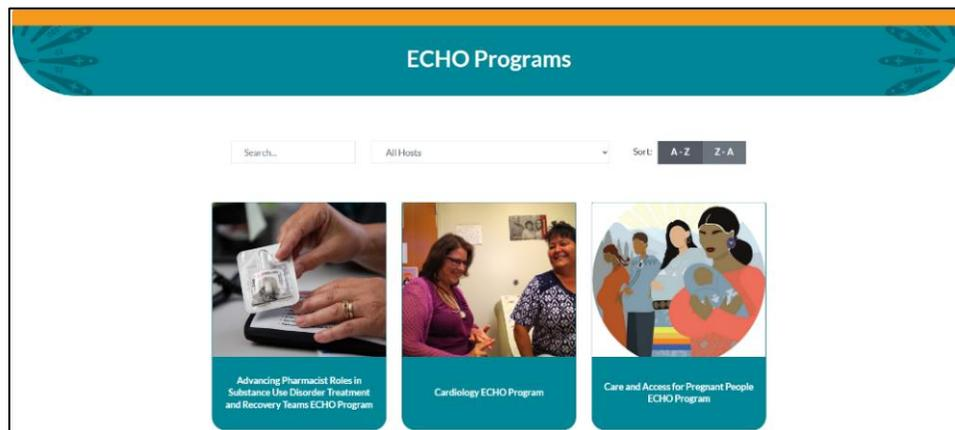 ECHO Programs
Search...
All Hosts
Sort:
A - Z
Z - A
Advancing Pharmacist Roles in
Substance Use Disorder Treatment
and Recovery Teams ECHO Program
Cardiology ECHO Program
Care and Access for Pregnant People
ECHO Program